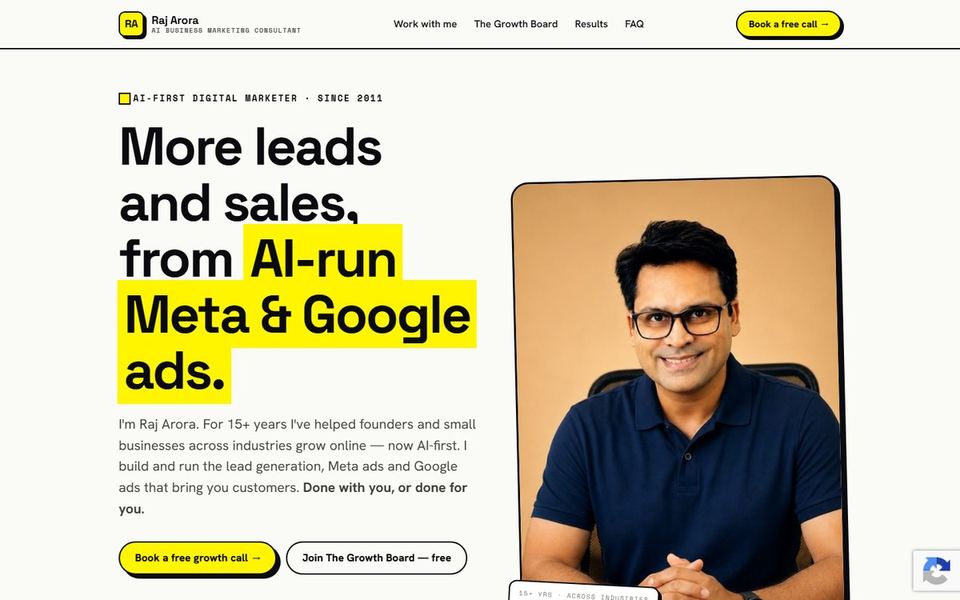 RA
Raj Arora
AI BUSINESS MARKETING CONSULTANT
Work with me
The Growth Board
Results
FAQ
Book a free call →
AI-FIRST DIGITAL MARKETER · SINCE 2011
More leads
and sales,
from AI-run
Meta & Google
ads.
I'm Raj Arora. For 15+ years I've helped founders and small
businesses across industries grow online — now AI-first. I
build and run the lead generation, Meta ads and Google
ads that bring you customers. Done with you, or done for
you.
Book a free growth call →
Join The Growth Board — free
15+ YRS · ACROSS INDUSTRIES